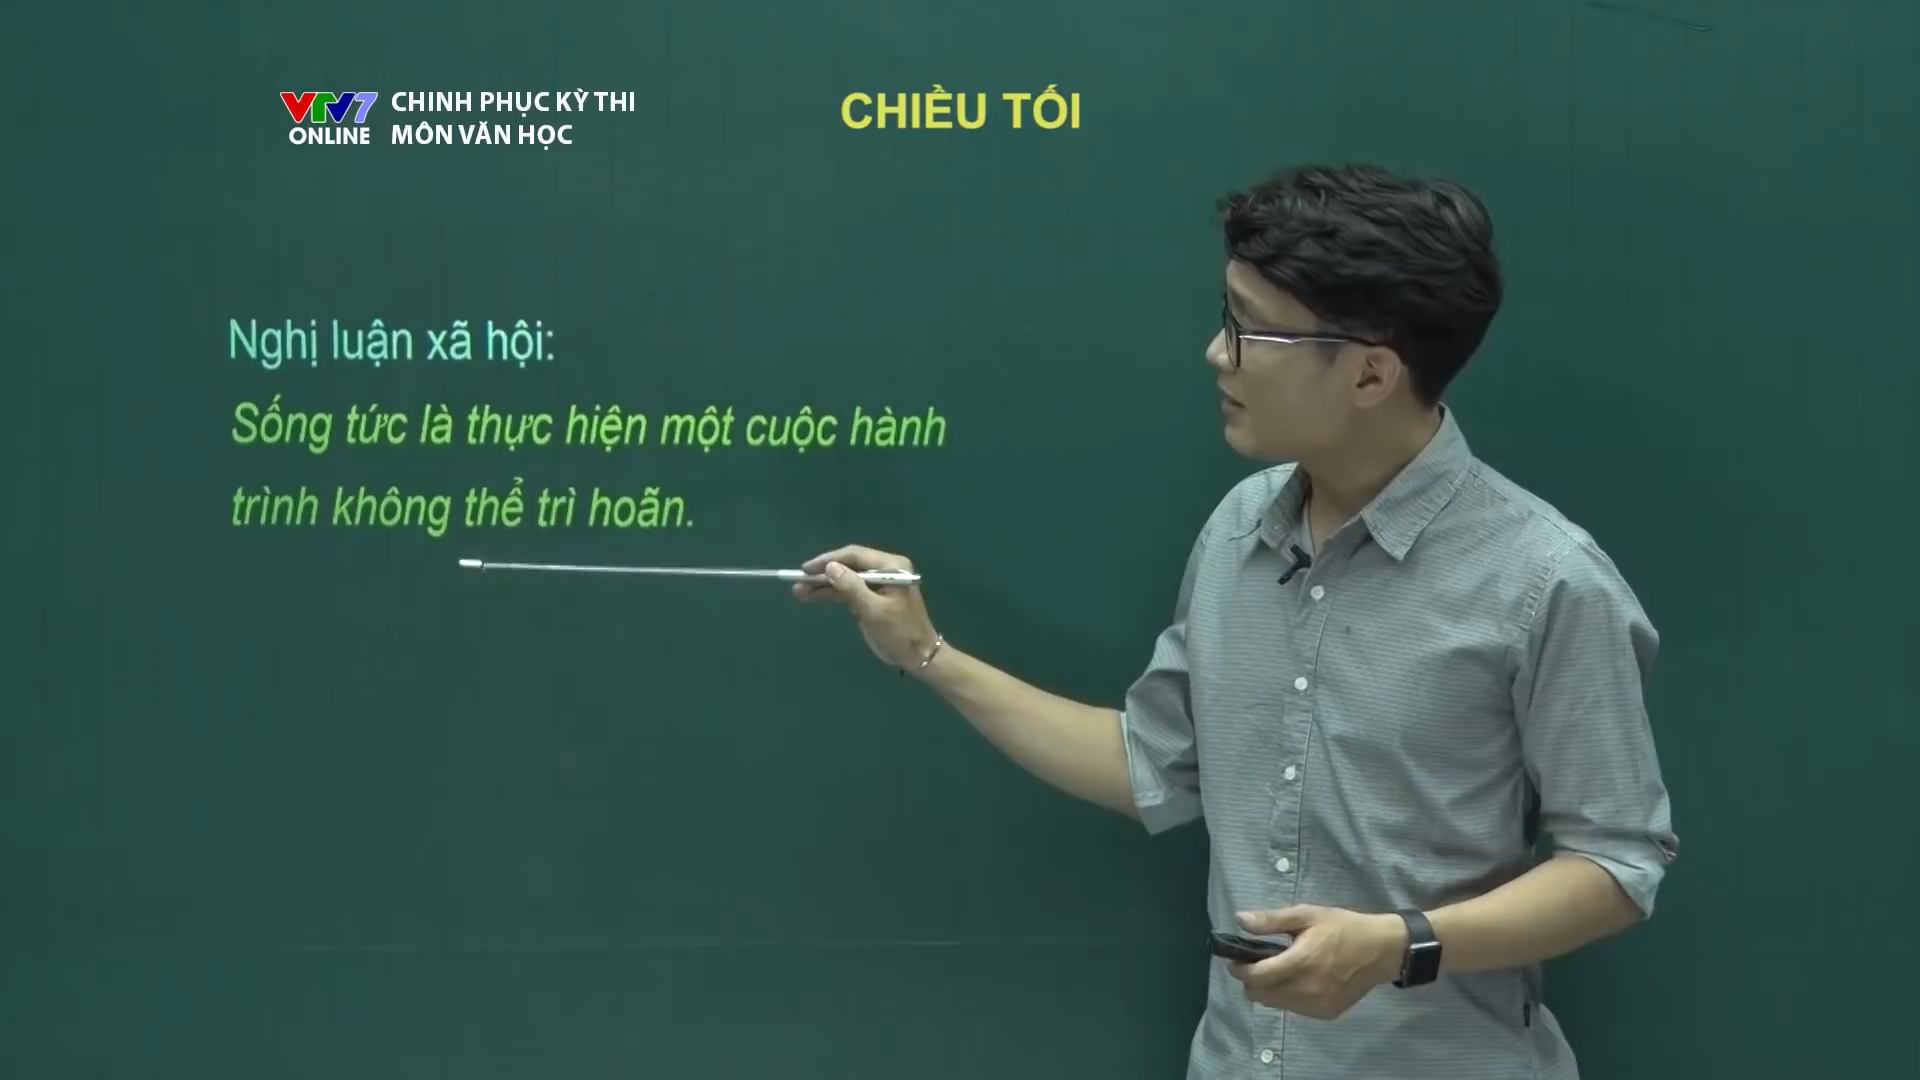 VTV7
ONLINE
CHINH PHỤC KỲ THI
MÔN VĂN HỌC
CHIỀU TỐI
Nghị luận xã hội:
Sống tức là thực hiện một cuộc hành
trình không thể trì hoãn.